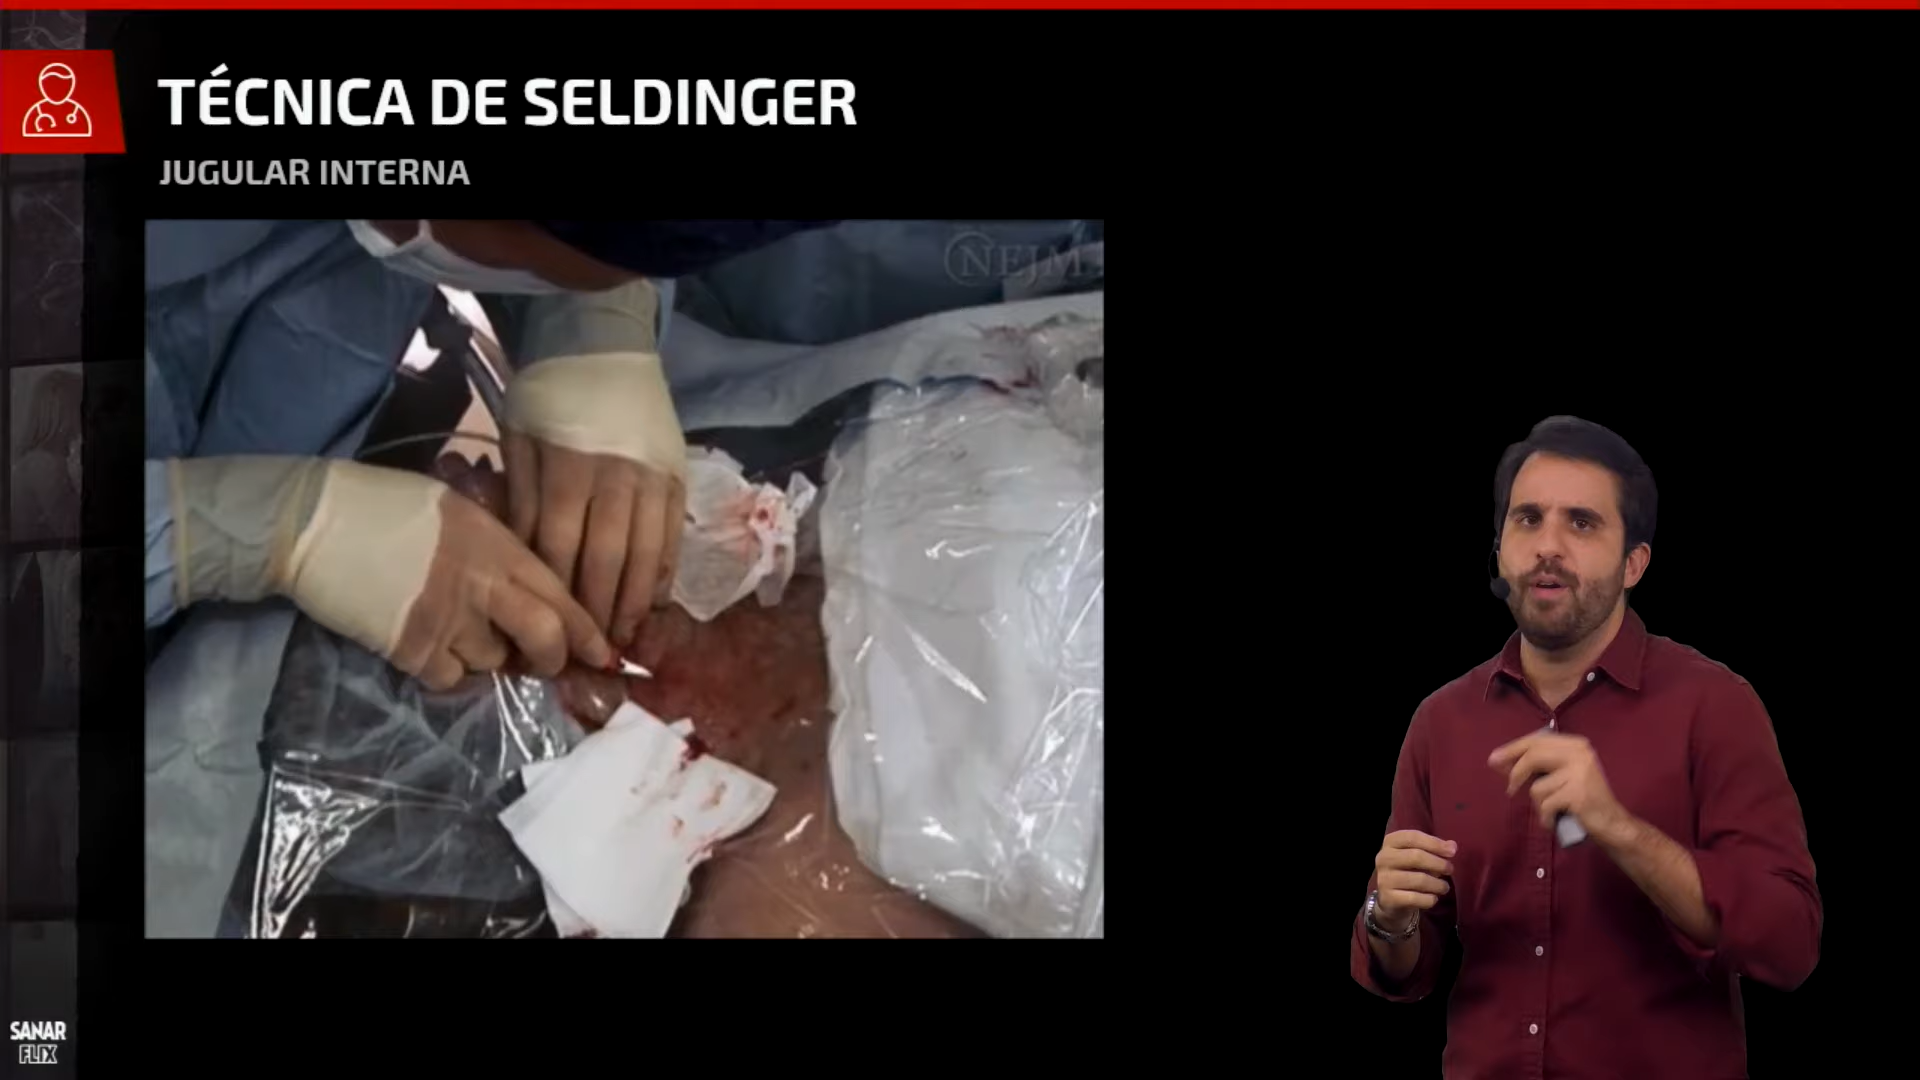 TÉCNICA DE SELDINGER
JUGULAR INTERNA
NEJM
SANAR
FLIX